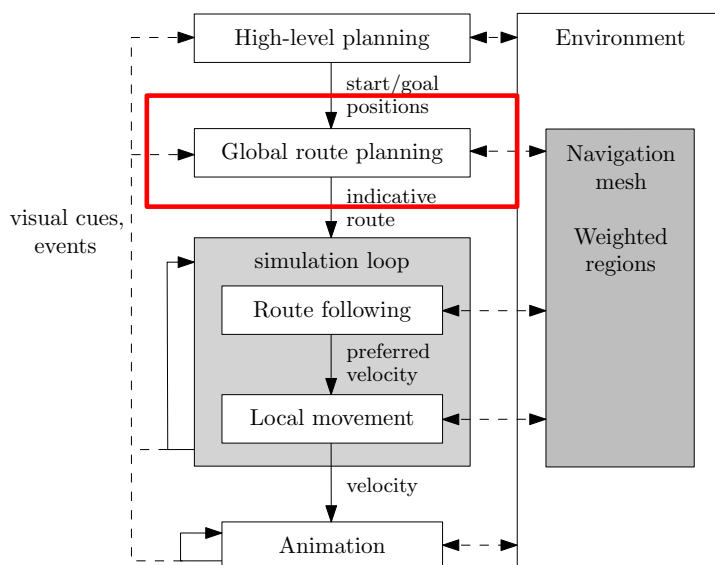 High-level planning
Environment
start/goal
positions
Global route planning
Navigation
mesh
indicative
route
visual cues,
events
Weighted
regions
simulation loop
Route following
preferred
velocity
Local movement
velocity
Animation